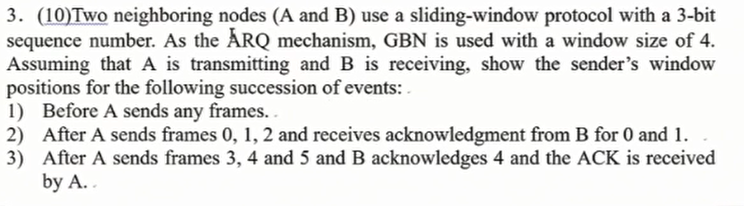 3. (10)Two neighboring nodes (A and B) use a sliding-window protocol with a 3-bit
sequence number. As the ARQ mechanism, GBN is used with a window size of 4.
Assuming that A is transmitting and B is receiving, show the sender's window
positions for the following succession of events:
1) Before A sends any frames.
2) After A sends frames 0, 1, 2 and receives acknowledgment from B for 0 and 1.
3) After A sends frames 3, 4 and 5 and B acknowledges 4 and the ACK is received
by A.